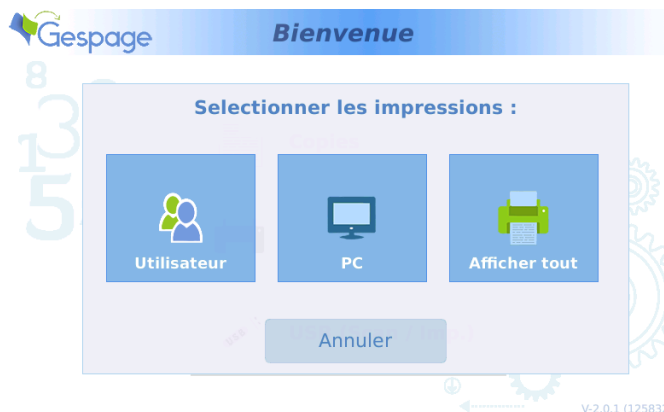 Gespage
Bienvenue
Selectionner les impressions :
Utilisateur
PC
Afficher tout
Annuler